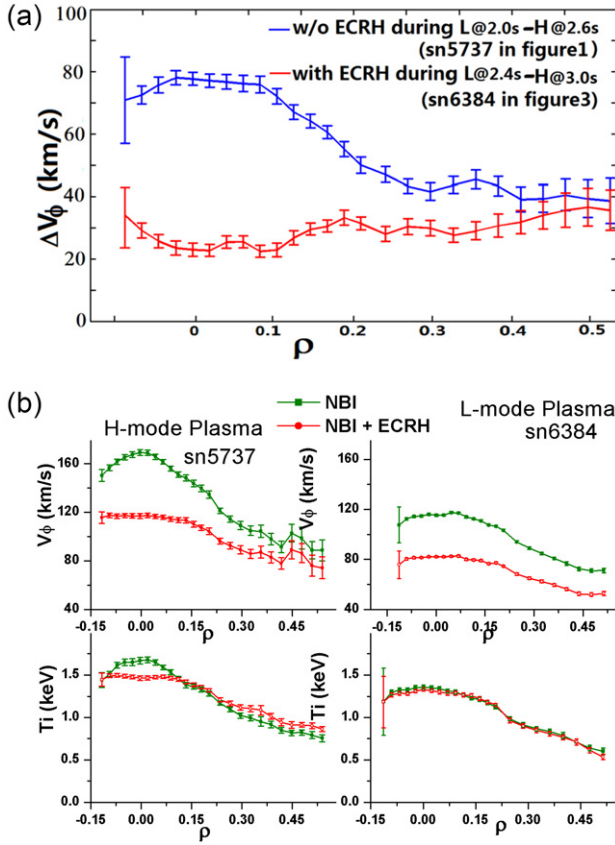 (a)
w/o ECRH during L@2.0s-H@2.6s
(sn5737 in figure1)
with ECRH during L@2.4s-H@3.0s
(sn6384 in figure3)
ΔVϕ (km/s)
100
80
60
40
20
0
0 0.1 0.2 0.3 0.4 0.5
ρ
(b)
NBI
NBI + ECRH
H-mode Plasma
sn5737
L-mode Plasma
sn6384
Vϕ (km/s)
160
120
80
40
-0.15 0.00 0.15 0.30 0.45
ρ
Vϕ (km/s)
160
120
80
40
-0.15 0.00 0.15 0.30 0.45
ρ
Ti (keV)
1.5
1.0
0.5
0.0
-0.15 0.00 0.15 0.30 0.45
ρ
Ti (keV)
1.5
1.0
0.5
0.0
-0.15 0.00 0.15 0.30 0.45
ρ